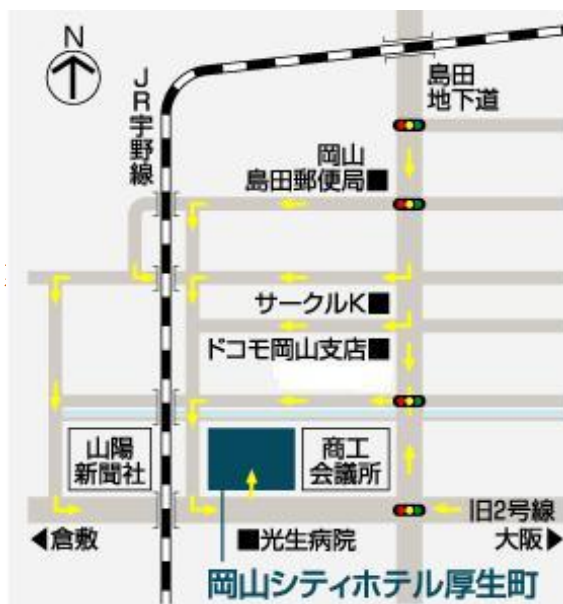 N
JR宇野線
島田
地下道
岡山
島田郵便局■
サークルK■
ドコモ岡山支店■
山陽
新聞社
商工
会議所
旧2号線
◀倉敷
■光生病院
大阪▶
岡山シティホテル厚生町